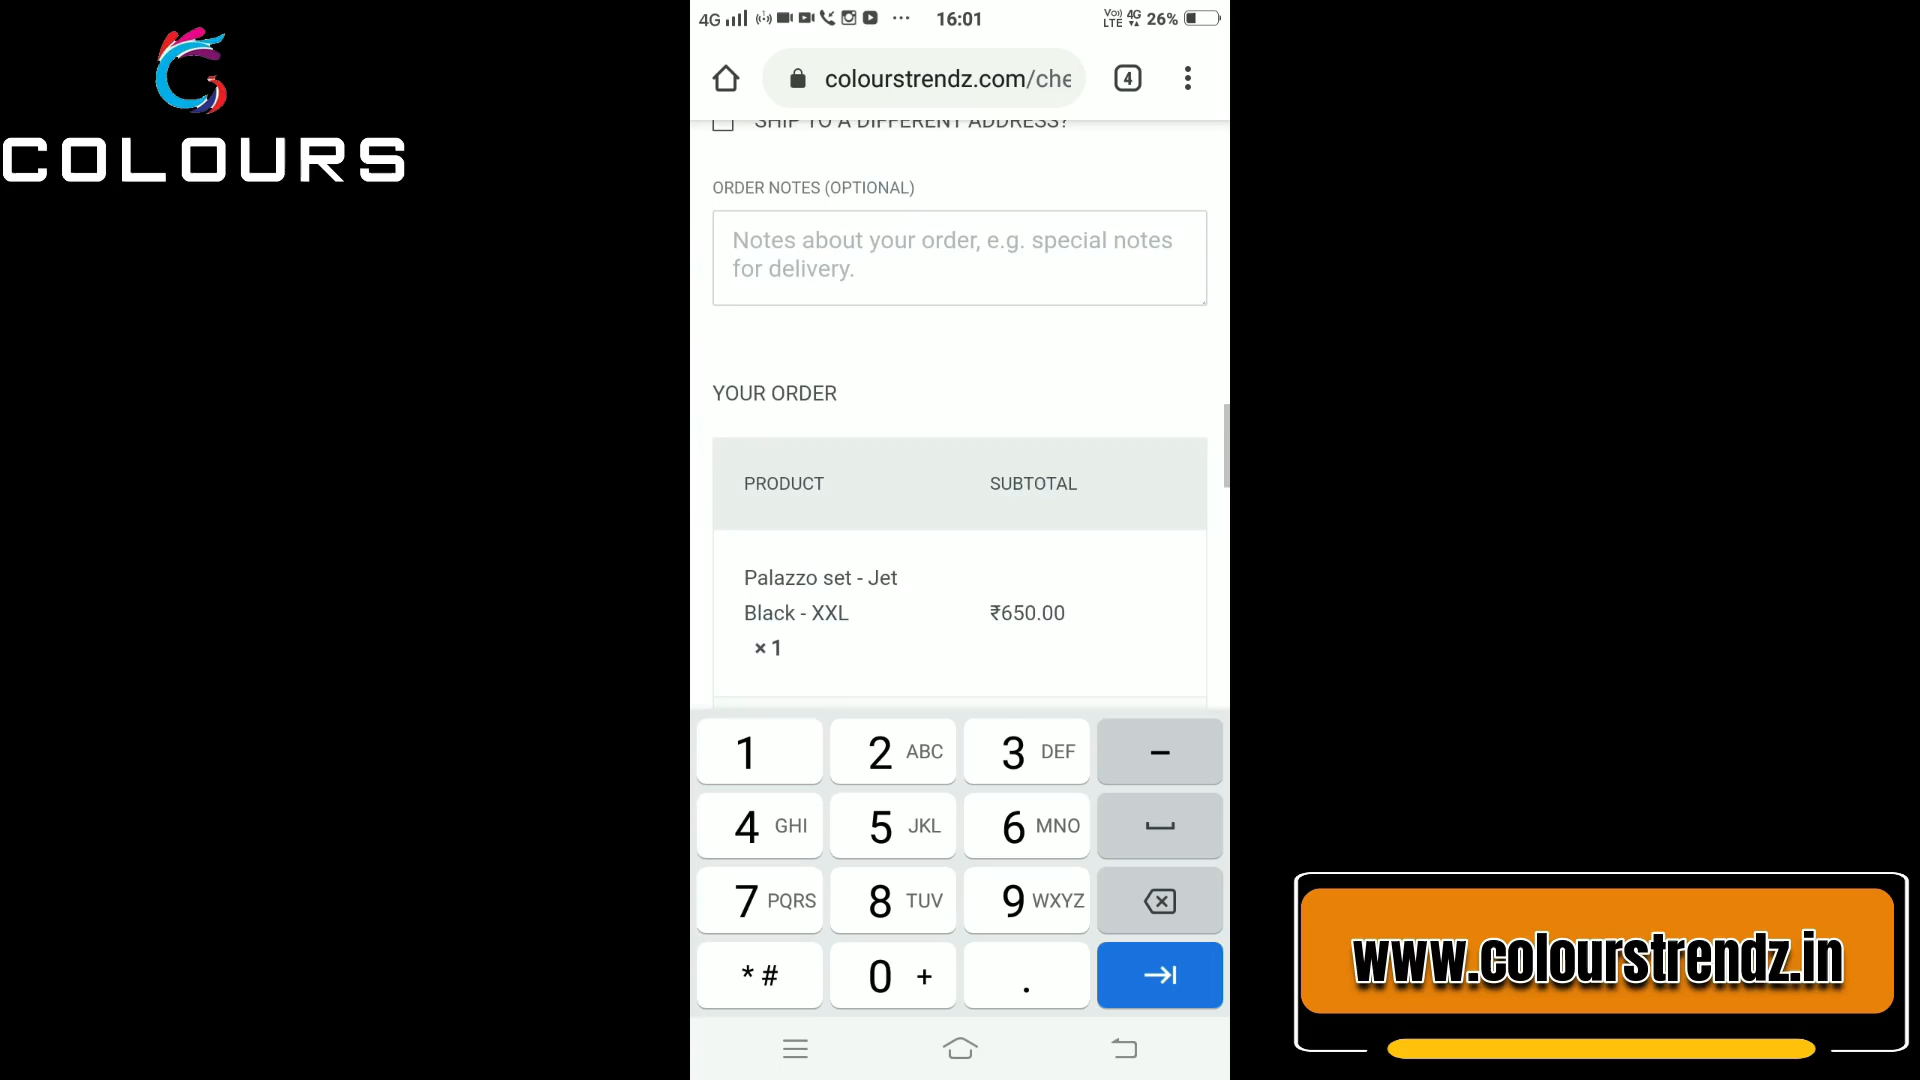 COLOURS
4G 16:01 VoLTE 4G 26%
colourstrendz.com/che 4
SHIP TO A DIFFERENT ADDRESS?
ORDER NOTES (OPTIONAL)
Notes about your order, e.g. special notes
for delivery.
YOUR ORDER
PRODUCT SUBTOTAL
Palazzo set - Jet
Black - XXL ₹650.00
× 1
1 2 ABC 3 DEF –
4 GHI 5 JKL 6 MNO
7 PQRS 8 TUV 9 WXYZ
* # 0 + .
www.colourstrendz.in